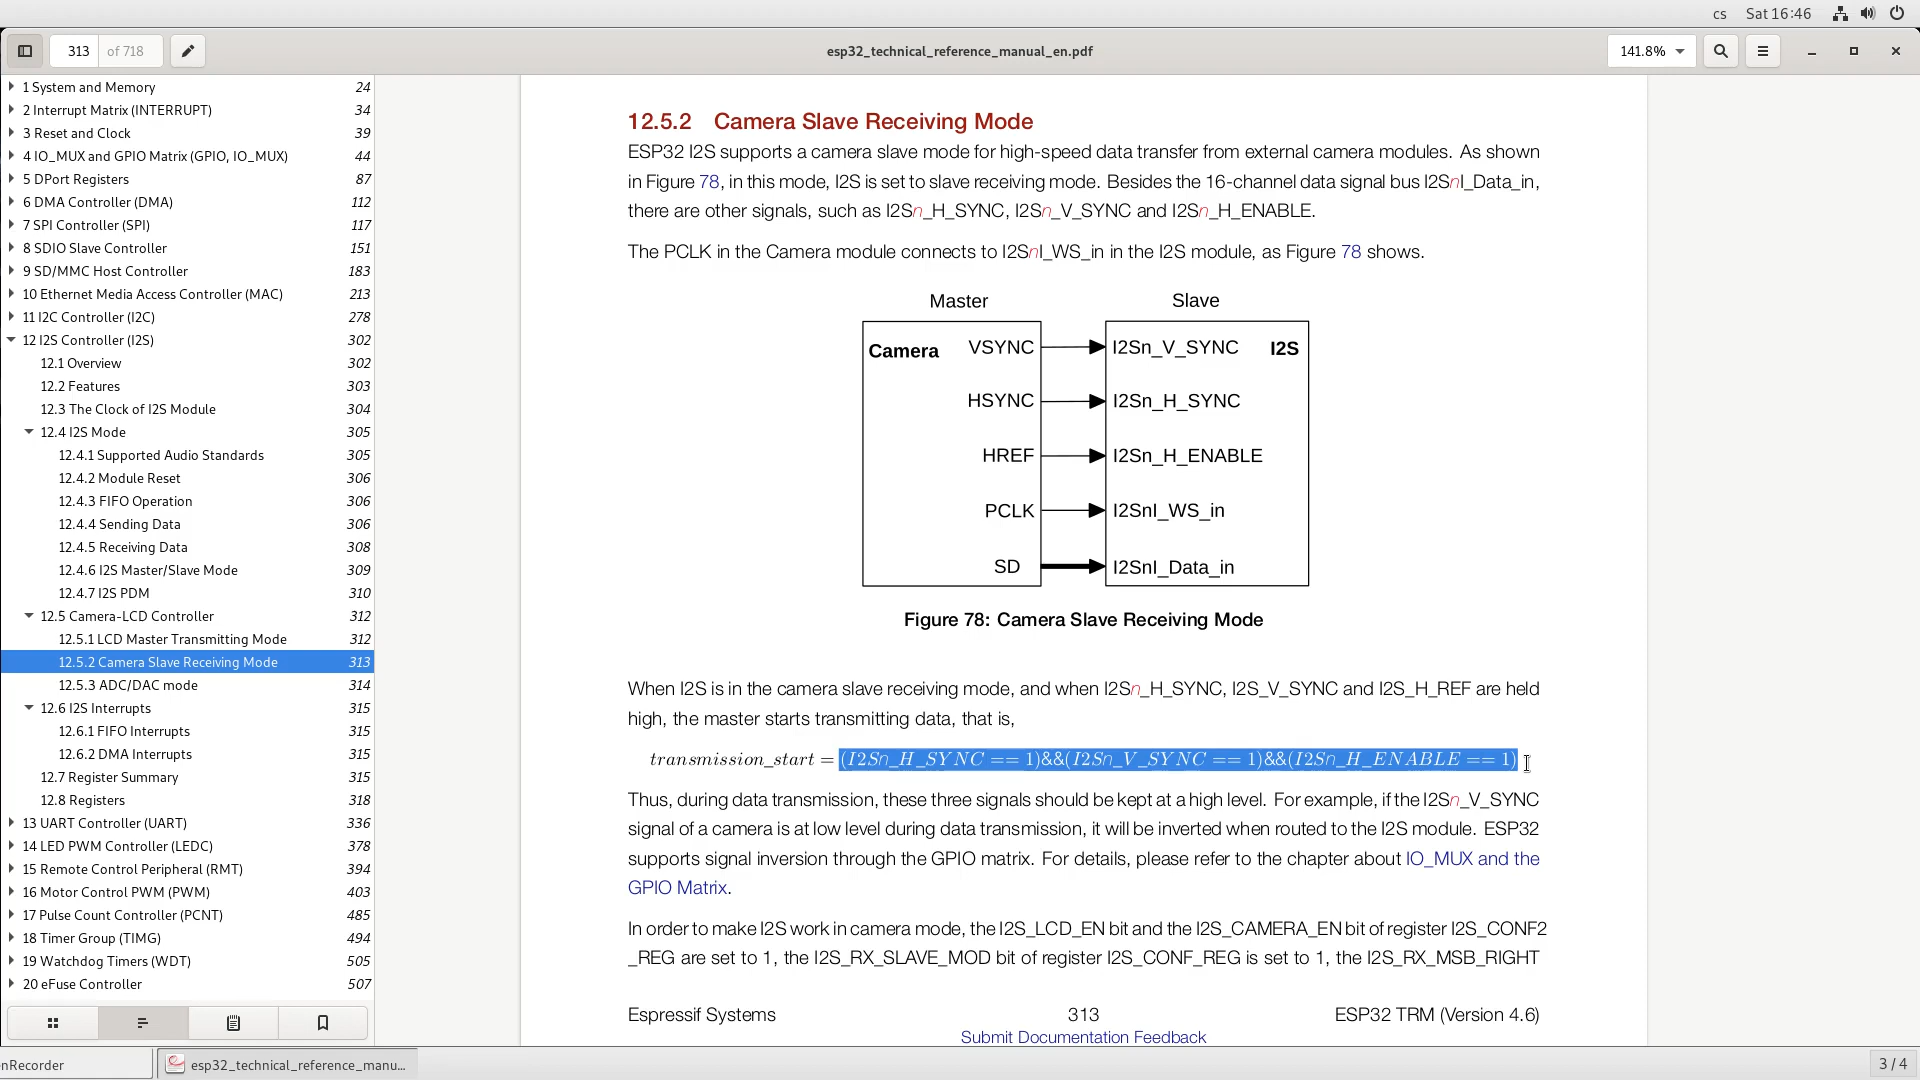 cs Sat 16:46
313 of 718 esp32_technical_reference_manual_en.pdf 141.8%
1 System and Memory 24
2 Interrupt Matrix (INTERRUPT) 34
3 Reset and Clock 39
4 IO_MUX and GPIO Matrix (GPIO, IO_MUX) 44
5 DPort Registers 87
6 DMA Controller (DMA) 112
7 SPI Controller (SPI) 117
8 SDIO Slave Controller 151
9 SD/MMC Host Controller 183
10 Ethernet Media Access Controller (MAC) 213
11 I2C Controller (I2C) 278
12 I2S Controller (I2S) 302
12.1 Overview 302
12.2 Features 303
12.3 The Clock of I2S Module 304
12.4 I2S Mode 305
12.4.1 Supported Audio Standards 305
12.4.2 Module Reset 306
12.4.3 FIFO Operation 306
12.4.4 Sending Data 306
12.4.5 Receiving Data 308
12.4.6 I2S Master/Slave Mode 309
12.4.7 I2S PDM 310
12.5 Camera-LCD Controller 312
12.5.1 LCD Master Transmitting Mode 312
12.5.2 Camera Slave Receiving Mode 313
12.5.3 ADC/DAC mode 314
12.6 I2S Interrupts 315
12.6.1 FIFO Interrupts 315
12.6.2 DMA Interrupts 315
12.7 Register Summary 315
12.8 Registers 318
13 UART Controller (UART) 336
14 LED PWM Controller (LEDC) 378
15 Remote Control Peripheral (RMT) 394
16 Motor Control PWM (PWM) 403
17 Pulse Count Controller (PCNT) 485
18 Timer Group (TIMG) 494
19 Watchdog Timers (WDT) 505
20 eFuse Controller 507
12.5.2 Camera Slave Receiving Mode
ESP32 I2S supports a camera slave mode for high-speed data transfer from external camera modules. As shown
in Figure 78, in this mode, I2S is set to slave receiving mode. Besides the 16-channel data signal bus I2SnI_Data_in,
there are other signals, such as I2Sn_H_SYNC, I2Sn_V_SYNC and I2Sn_H_ENABLE.
The PCLK in the Camera module connects to I2SnI_WS_in in the I2S module, as Figure 78 shows.
Master Slave
Camera VSYNC I2Sn_V_SYNC I2S
HSYNC I2Sn_H_SYNC
HREF I2Sn_H_ENABLE
PCLK I2SnI_WS_in
SD I2SnI_Data_in
Figure 78: Camera Slave Receiving Mode
When I2S is in the camera slave receiving mode, and when I2Sn_H_SYNC, I2S_V_SYNC and I2S_H_REF are held
high, the master starts transmitting data, that is,
transmission_start = (I2Sn_H_SYNC == 1)&&(I2Sn_V_SYNC == 1)&&(I2Sn_H_ENABLE == 1)
Thus, during data transmission, these three signals should be kept at a high level. For example, if the I2Sn_V_SYNC
signal of a camera is at low level during data transmission, it will be inverted when routed to the I2S module. ESP32
supports signal inversion through the GPIO matrix. For details, please refer to the chapter about IO_MUX and the
GPIO Matrix.
In order to make I2S work in camera mode, the I2S_LCD_EN bit and the I2S_CAMERA_EN bit of register I2S_CONF2
_REG are set to 1, the I2S_RX_SLAVE_MOD bit of register I2S_CONF_REG is set to 1, the I2S_RX_MSB_RIGHT
Espressif Systems 313 ESP32 TRM (Version 4.6)
Submit Documentation Feedback
nRecorder esp32_technical_reference_manu... 3 / 4